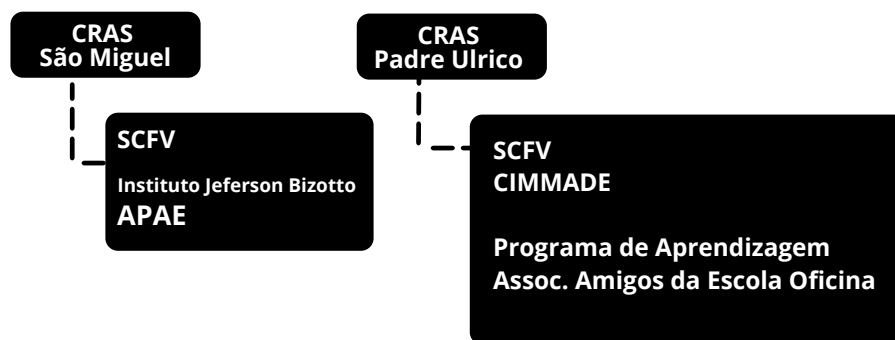 CRAS
São Miguel
SCFV
Instituto Jeferson Bizotto
APAE
CRAS
Padre Ulrico
SCFV
CIMMADE
Programa de Aprendizagem
Assoc. Amigos da Escola Oficina